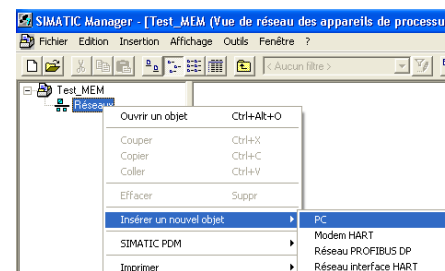 SIMATIC Manager - [Test_MEM (Vue de réseau des appareils de processu
Fichier Edition Insertion Affichage Outils Fenêtre ?
< Aucun filtre >
Test_MEM
Réseaux
Ouvrir un objet Ctrl+Alt+O
Couper Ctrl+X
Copier Ctrl+C
Coller Ctrl+V
Effacer Suppr
Insérer un nouvel objet PC
Modem HART
SIMATIC PDM
Réseau PROFIBUS DP
Imprimer
Réseau interface HART